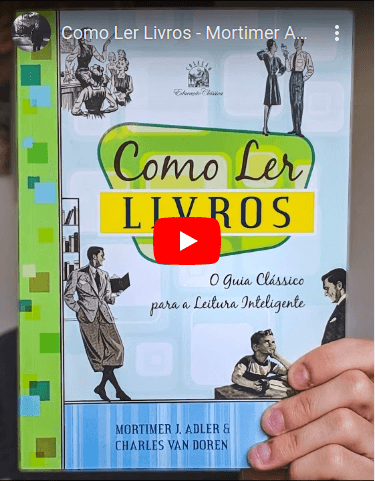 Como Ler Livros - Mortimer A...
COLEÇÃO
Educação Clássica
Como Ler
LIVROS
O Guia Clássico
para a Leitura Inteligente
MORTIMER J. ADLER &
CHARLES VAN DOREN